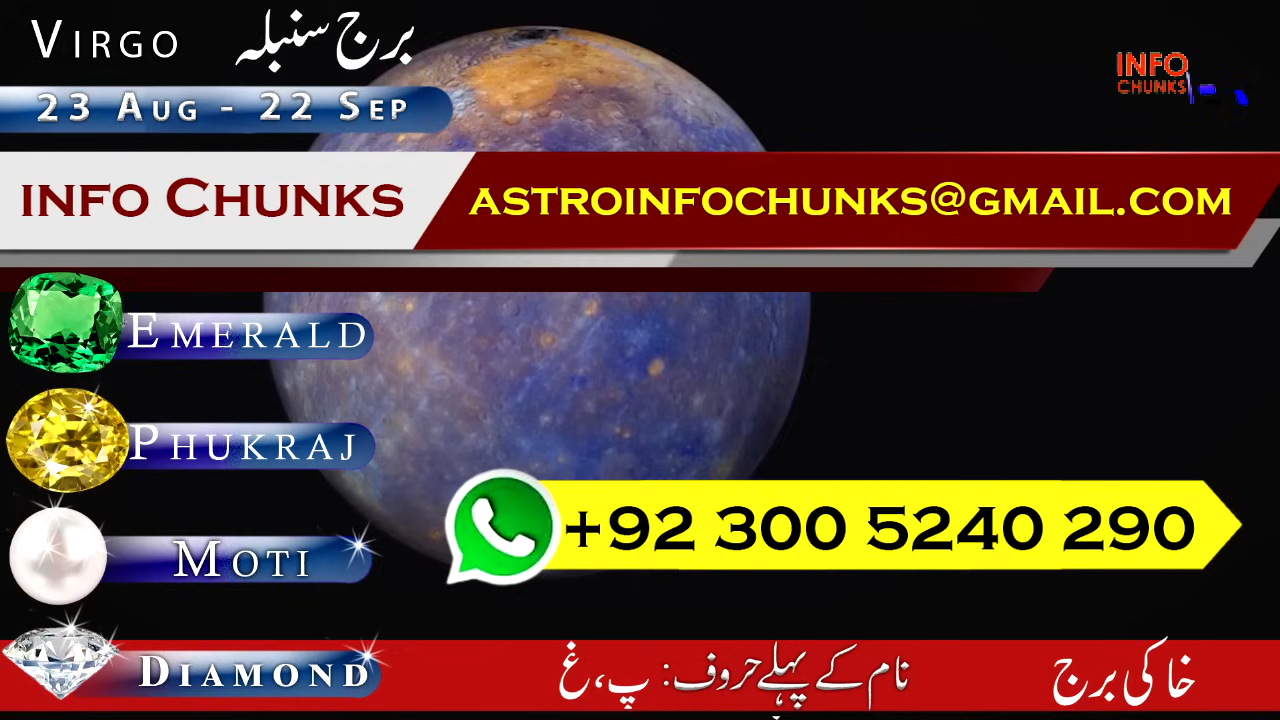 VIRGO برج سنبلہ
23 AUG - 22 SEP
INFO
CHUNKS
INFO CHUNKS
ASTROINFOCHUNKS@GMAIL.COM
EMERALD
PHUKRAJ
+92 300 5240 290
MOTI
DIAMOND
نام کے پہلے حروف: پ، غ
خاکی برج